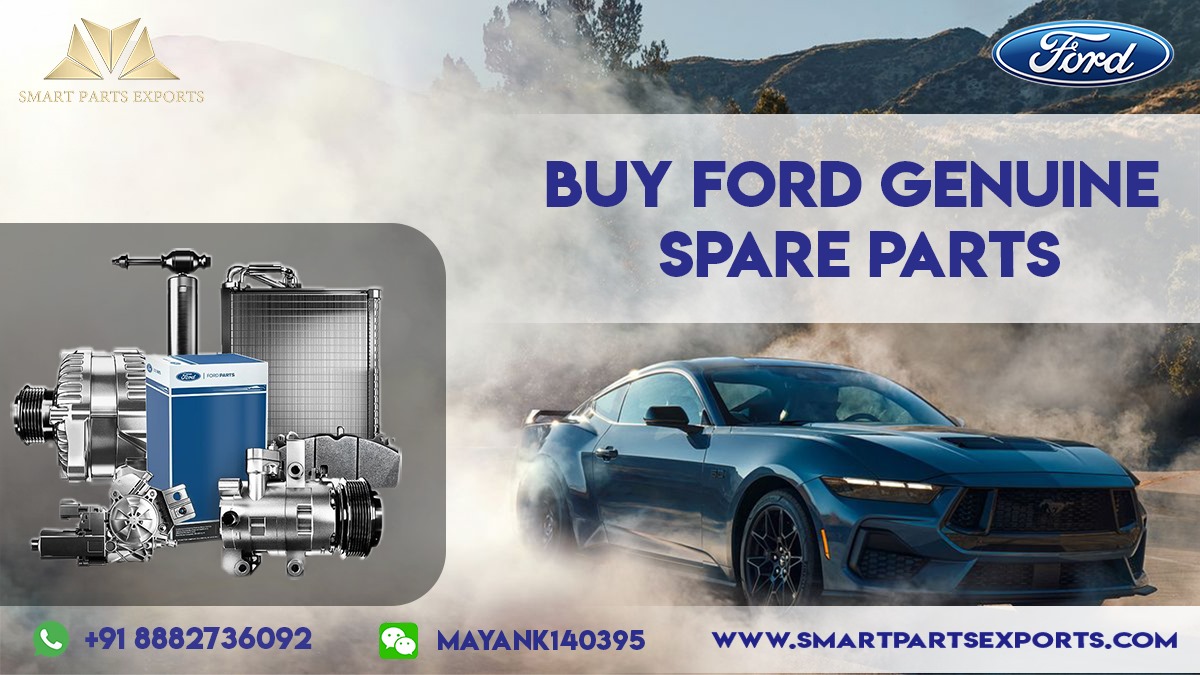 SMART PARTS EXPORTS
Ford
BUY FORD GENUINE
SPARE PARTS
Ford | FORD PARTS
+91 8882736092
MAYANK140395
WWW.SMARTPARTSEXPORTS.COM